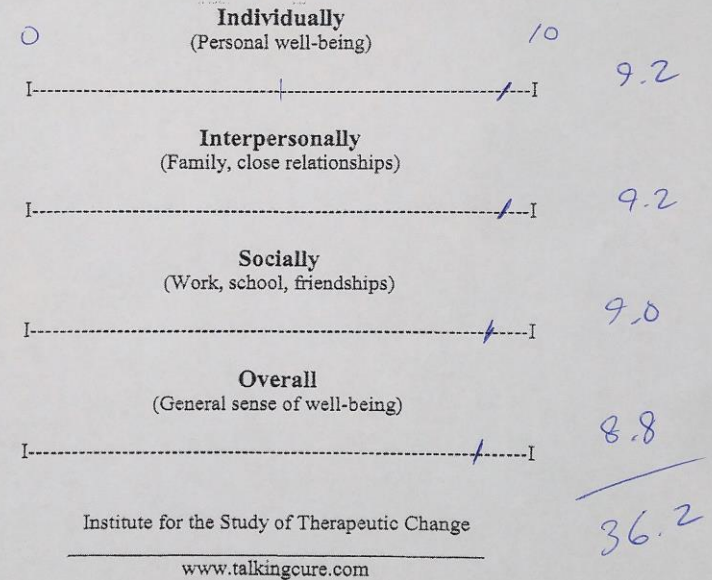 Individually
0 (Personal well-being) 10
I-----------------------------------------------------------I 9.2
Interpersonally
(Family, close relationships)
I-----------------------------------------------------------I 9.2
Socially
(Work, school, friendships)
I-----------------------------------------------------------I 9.0
Overall
(General sense of well-being)
I-----------------------------------------------------------I 8.8
Institute for the Study of Therapeutic Change 36.2
www.talkingcure.com